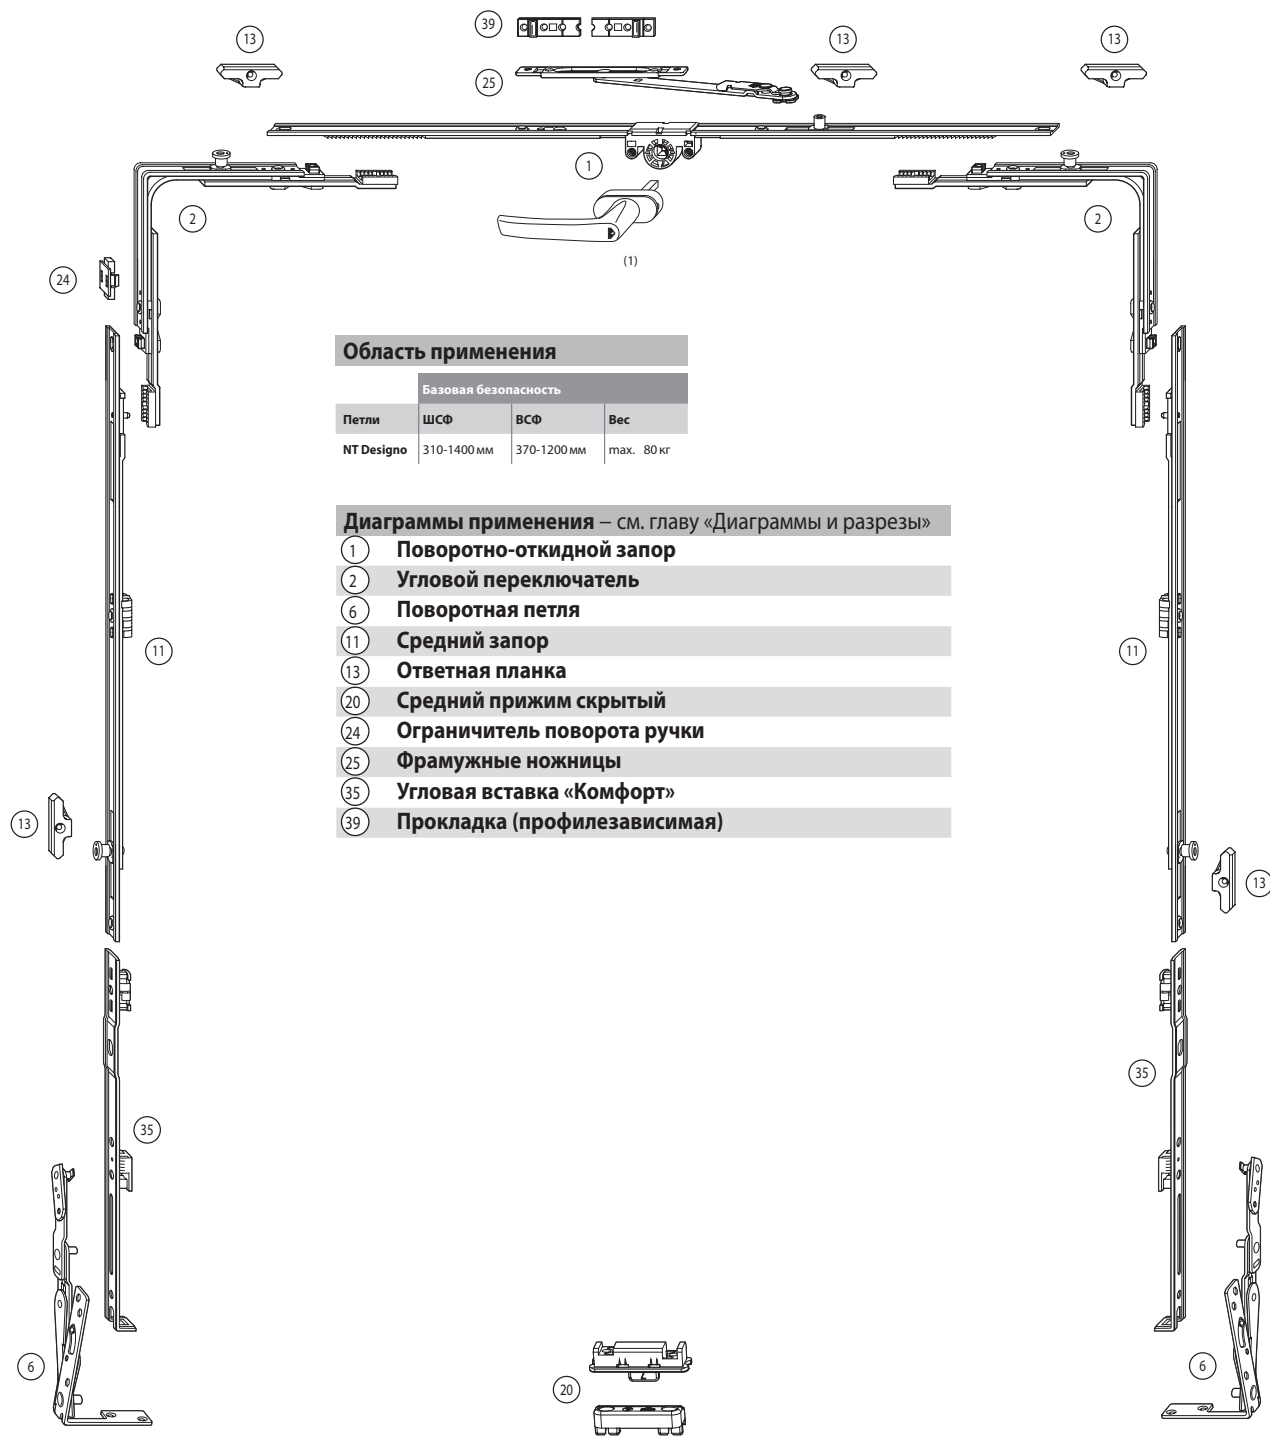 39
13
13
13
25
1
2
2
(1)
24
Область применения
Базовая безопасность
Петли ШСФ ВСФ Вес
NT Designo 310-1400 мм 370-1200 мм max. 80 кг
Диаграммы применения – см. главу «Диаграммы и разрезы»
1 Поворотно-откидной запор
2 Угловой переключатель
6 Поворотная петля
11 Средний запор
13 Ответная планка
20 Средний прижим скрытый
24 Ограничитель поворота ручки
25 Фрамужные ножницы
35 Угловая вставка «Комфорт»
39 Прокладка (профилезависимая)
11
11
13
13
35
35
6
6
20